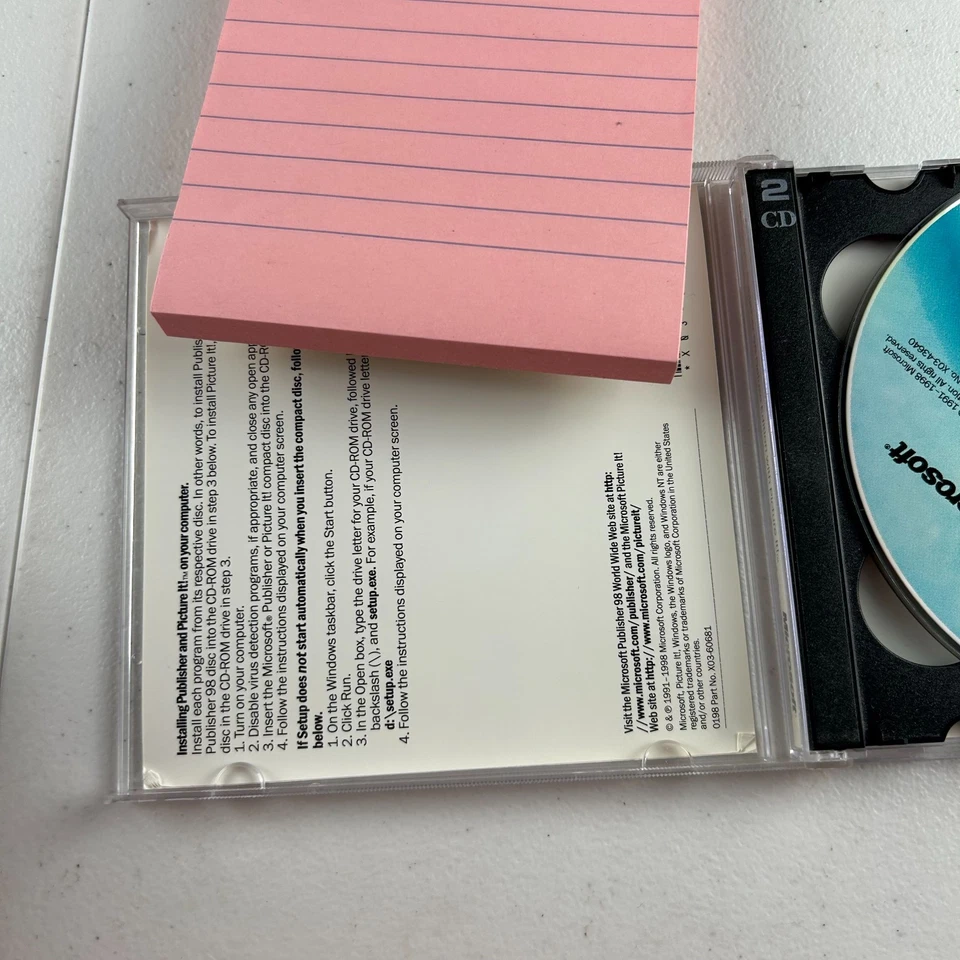 Installing Publisher and Picture It!™ on your computer.
Install each program from its respective disc. In other words, to install
Publisher 98 disc into the CD-ROM drive in step 3 below. To install Picture It!,
disc in the CD-ROM drive in step 3.
1. Turn on your computer.
2. Disable virus detection programs, if appropriate, and close any open
3. Insert the Microsoft® Publisher or Picture It! compact disc into the
4. Follow the instructions displayed on your computer screen.
If Setup does not start automatically when you insert the compact disc,
below.
1. On the Windows taskbar, click the Start button.
2. Click Run.
3. In the Open box, type the drive letter for your CD-ROM drive, followed
backslash (\), and setup.exe. For example, if your CD-ROM drive letter
d:\setup.exe
4. Follow the instructions displayed on your computer screen.
Visit the Microsoft Publisher 98 World Wide Web site at http:
//www.microsoft.com/publisher/ and the Microsoft Picture It!
Web site at http://www.microsoft.com/pictureIt/
© & ℗ 1991–1998 Microsoft Corporation. All rights reserved.
Microsoft, Picture It!, Windows, the Windows logo, and Windows NT are either
registered trademarks or trademarks of Microsoft Corporation in the United States
and/or other countries.
0198 Part No. X03-60681
2
CD
1991-1998 Microsoft
All rights reserved.
No. X03-43640